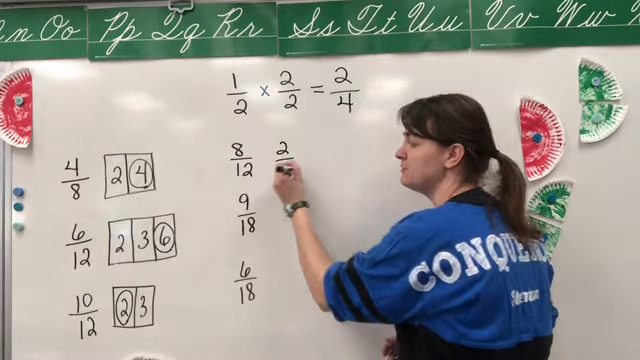 n Oo Pp Qq Rr Ss Tt Uu Vv Ww
1/2 x 2/2 = 2/4
4/8 2 4
8/12 2
6/12 2 3 6
9/18
10/12 2 3
6/18
CONQUE